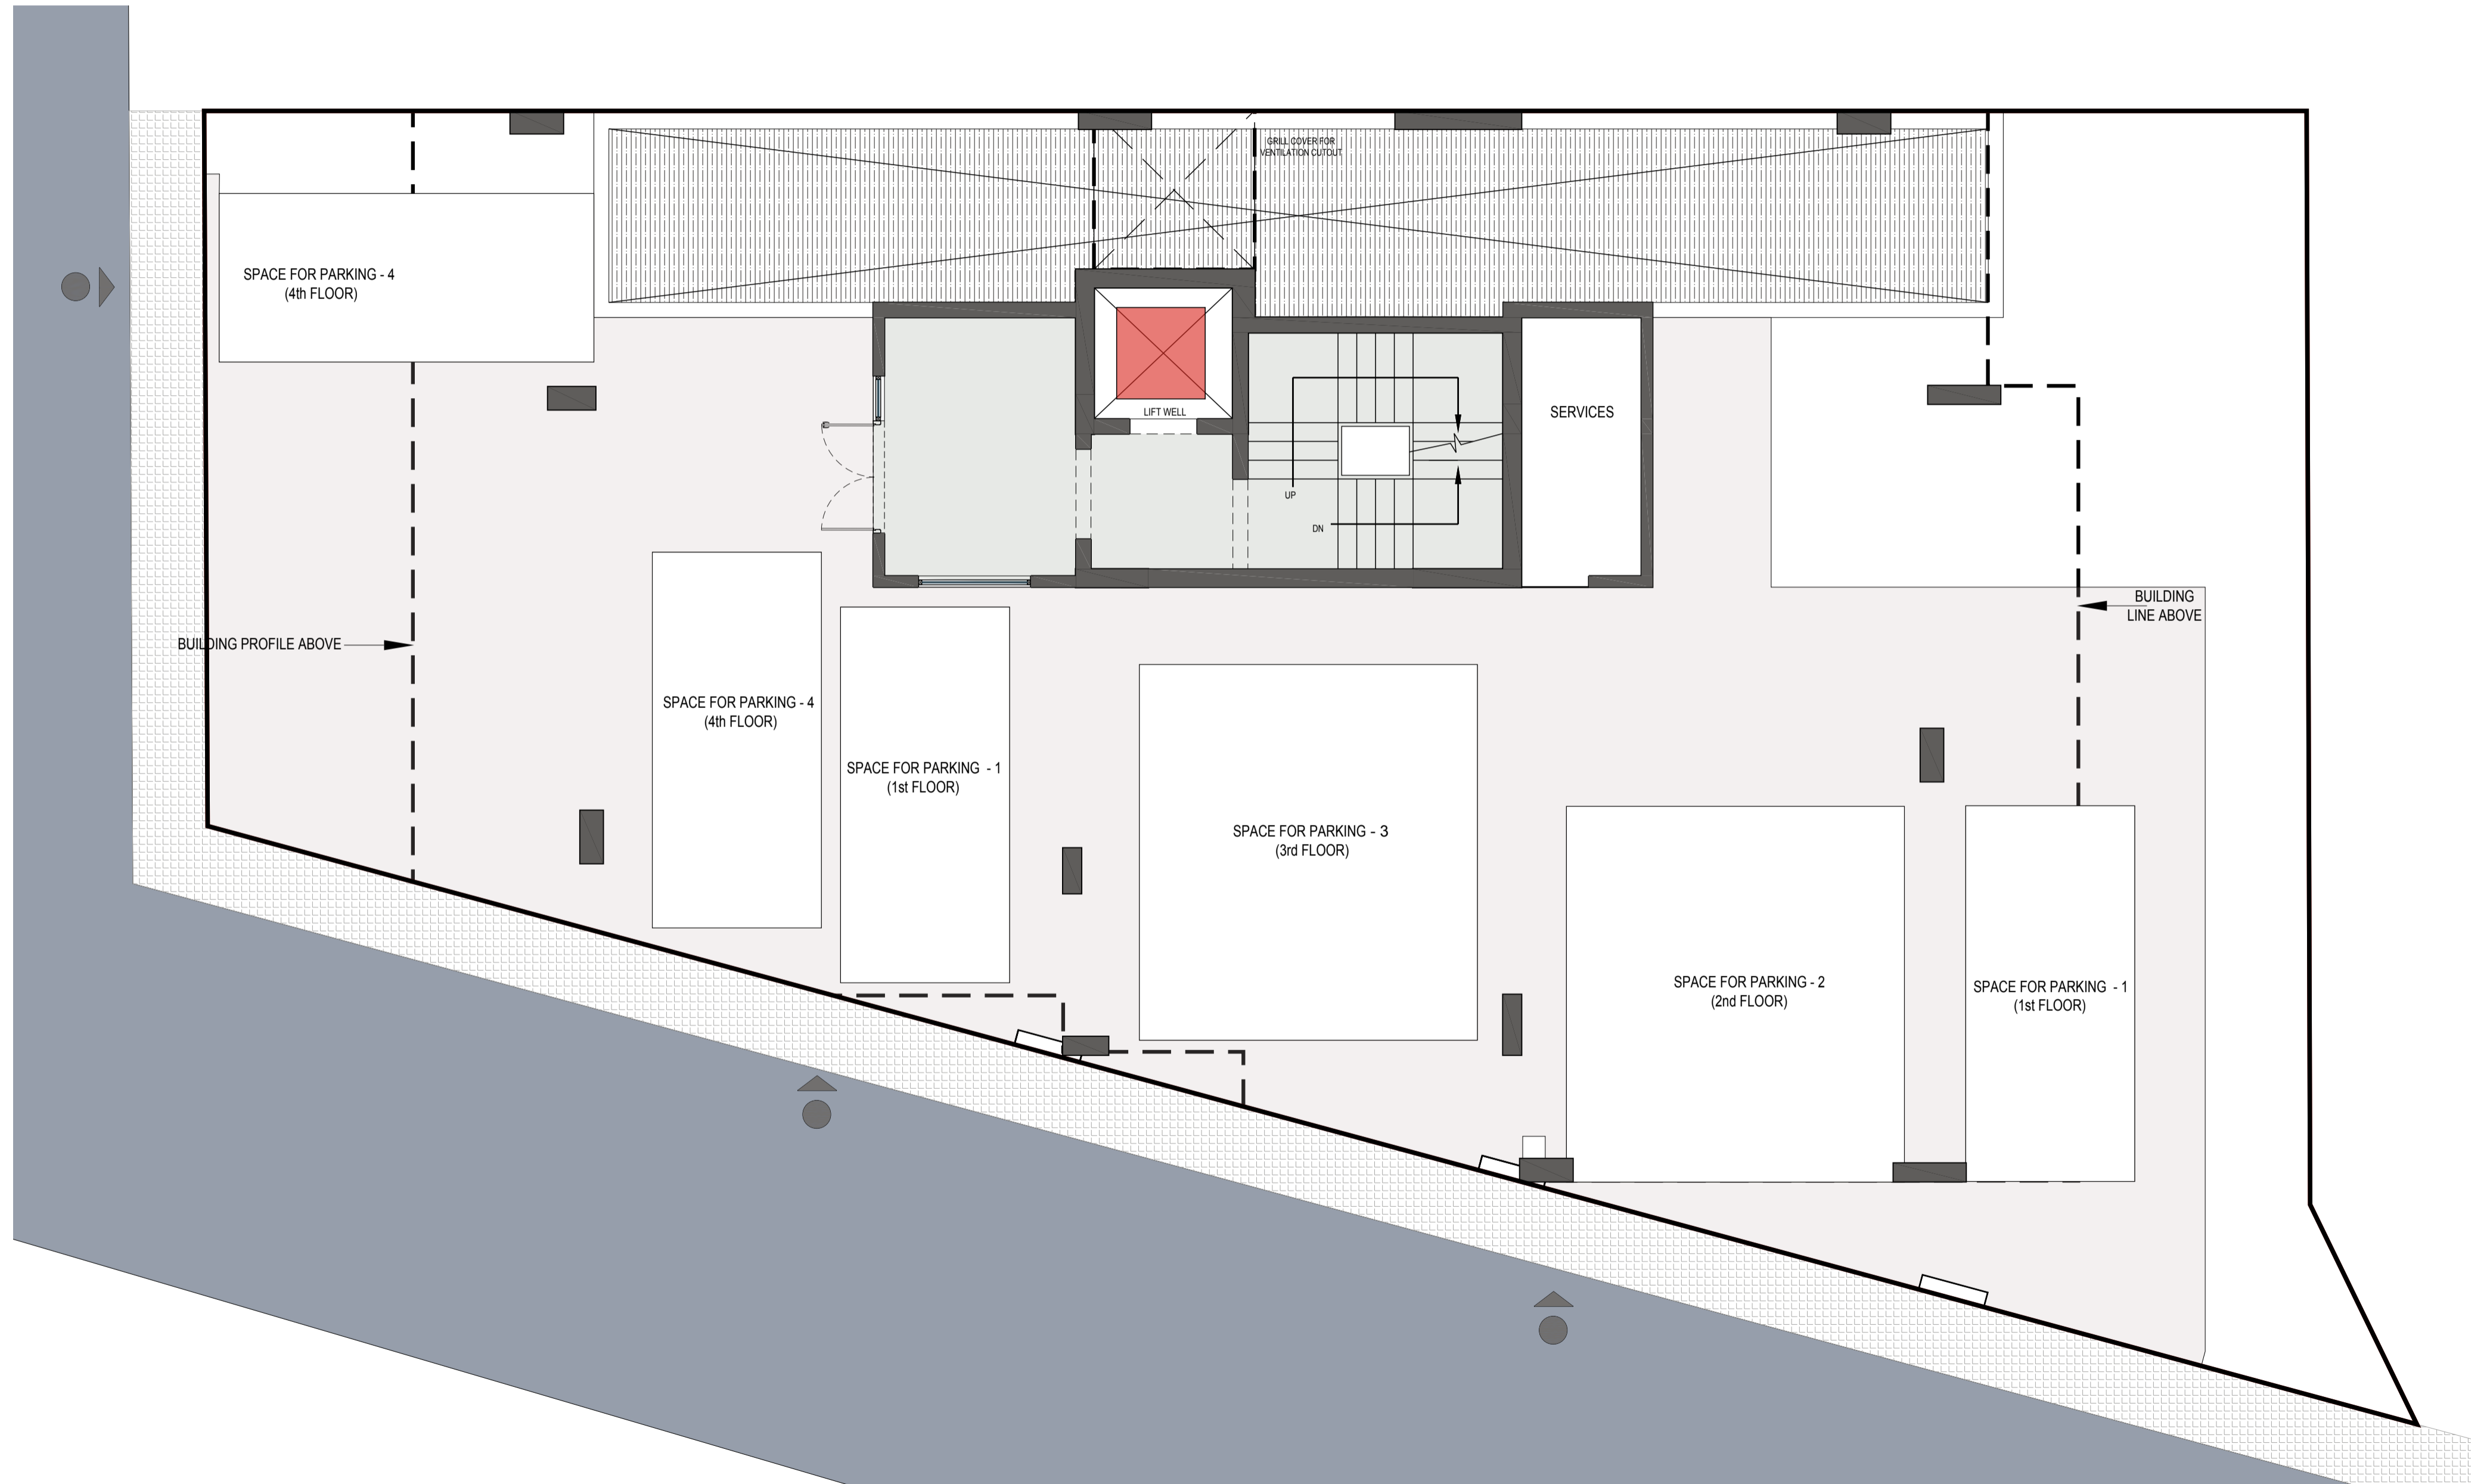 GRILL COVER FOR
VENTILATION CUTOUT
SPACE FOR PARKING - 4
(4th FLOOR)
LIFT WELL
SERVICES
UP
DN
BUILDING
LINE ABOVE
BUILDING PROFILE ABOVE
SPACE FOR PARKING - 4
(4th FLOOR)
SPACE FOR PARKING - 1
(1st FLOOR)
SPACE FOR PARKING - 3
(3rd FLOOR)
SPACE FOR PARKING - 2
(2nd FLOOR)
SPACE FOR PARKING - 1
(1st FLOOR)